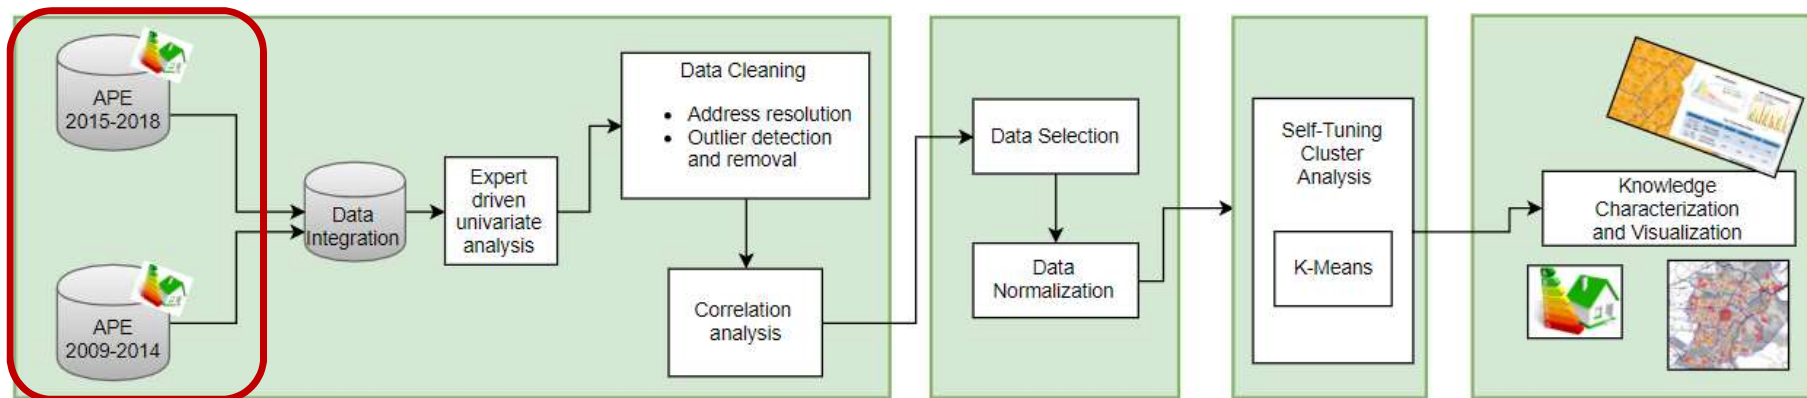 APE
2015-2018
APE
2009-2014
Data
Integration
Expert
driven
univariate
analysis
Data Cleaning
• Address resolution
• Outlier detection
and removal
Correlation
analysis
Data Selection
Data
Normalization
Self-Tuning
Cluster
Analysis
K-Means
Knowledge
Characterization
and Visualization